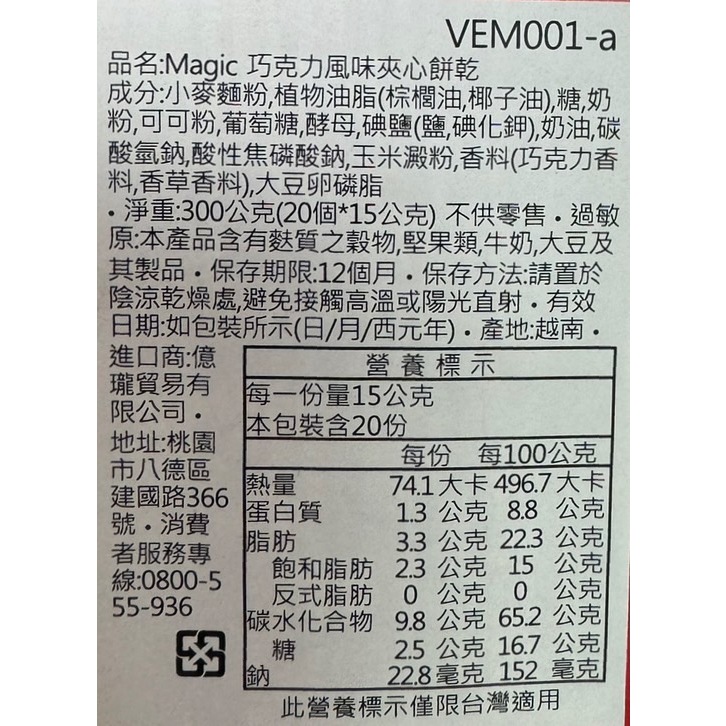 VEM001-a
品名:Magic 巧克力風味夾心餅乾
成分:小麥麵粉,植物油脂(棕櫚油,椰子油),糖,奶
粉,可可粉,葡萄糖,酵母,碘鹽(鹽,碘化鉀),奶油,碳
酸氫鈉,酸性焦磷酸鈉,玉米澱粉,香料(巧克力香
料,香草香料),大豆卵磷脂
・淨重:300公克(20個*15公克) 不供零售・過敏
原:本產品含有麩質之穀物,堅果類,牛奶,大豆及
其製品・保存期限:12個月・保存方法:請置於
陰涼乾燥處,避免接觸高溫或陽光直射・有效
日期:如包裝所示(日/月/西元年)・產地:越南・
進口商:億
瓏貿易有
限公司・
地址:桃園
市八德區
建國路366
號・消費
者服務專
線:0800-5
55-936
營養標示
每一份量15公克
本包裝含20份
每份 每100公克
熱量 74.1大卡 496.7大卡
蛋白質 1.3 公克 8.8 公克
脂肪 3.3 公克 22.3 公克
飽和脂肪 2.3 公克 15 公克
反式脂肪 0 公克 0 公克
碳水化合物 9.8 公克 65.2 公克
糖 2.5 公克 16.7 公克
鈉 22.8毫克 152 毫克
此營養標示僅限台灣適用